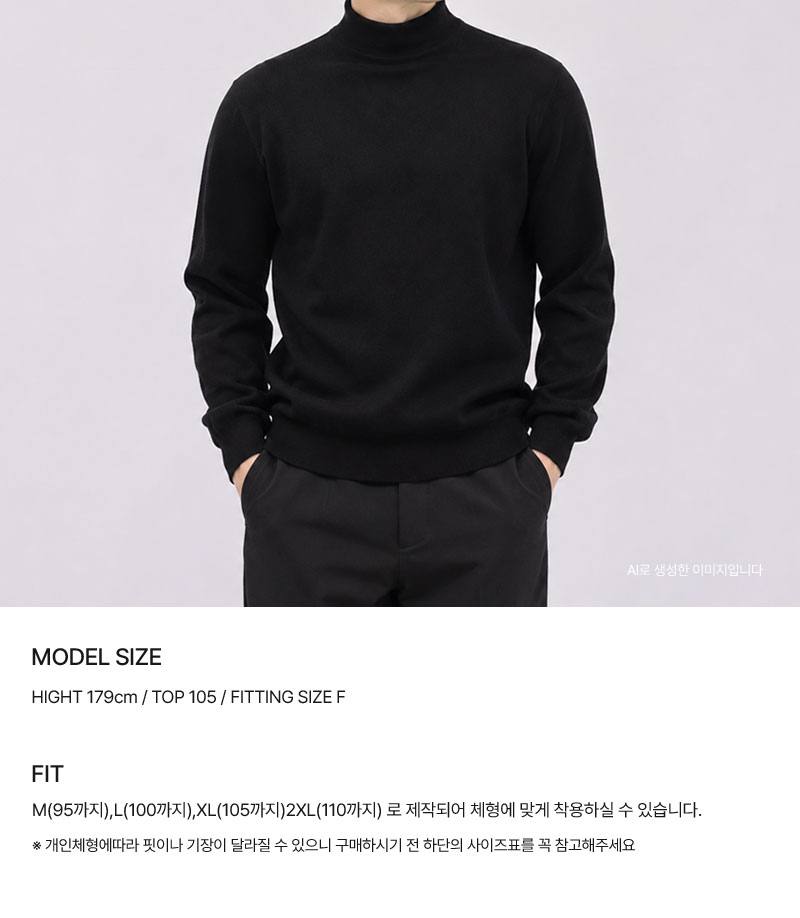 AI로 생성한 이미지입니다
MODEL SIZE
HIGHT 179cm / TOP 105 / FITTING SIZE F
FIT
M(95까지),L(100까지),XL(105까지)2XL(110까지) 로 제작되어 체형에 맞게 착용하실 수 있습니다.
※ 개인체형에따라 핏이나 기장이 달라질 수 있으니 구매하시기 전 하단의 사이즈표를 꼭 참고해주세요